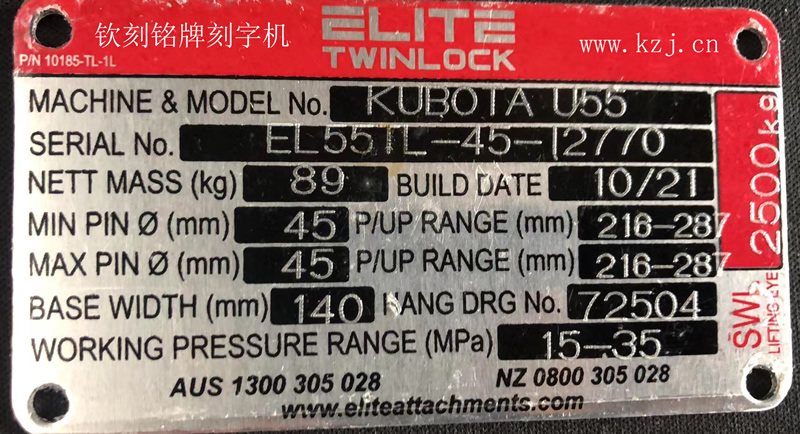 钦刻铭牌刻字机
www.kzj.cn
ELITE
TWINLOCK
P/N 10185-TL-1L
MACHINE & MODEL No. KUBOTA U55
SERIAL No. EL55TL-45-12770
NETT MASS (kg) 89 BUILD DATE 10/21
MIN PIN Ø (mm) 45 P/UP RANGE (mm) 216-287
MAX PIN Ø (mm) 45 P/UP RANGE (mm) 216-287
BASE WIDTH (mm) 140 HANG DRG No. 72504
WORKING PRESSURE RANGE (MPa) 15-35
SWL 2500kg
LIFTING EYE
AUS 1300 305 028 NZ 0800 305 028
www.eliteattachments.com